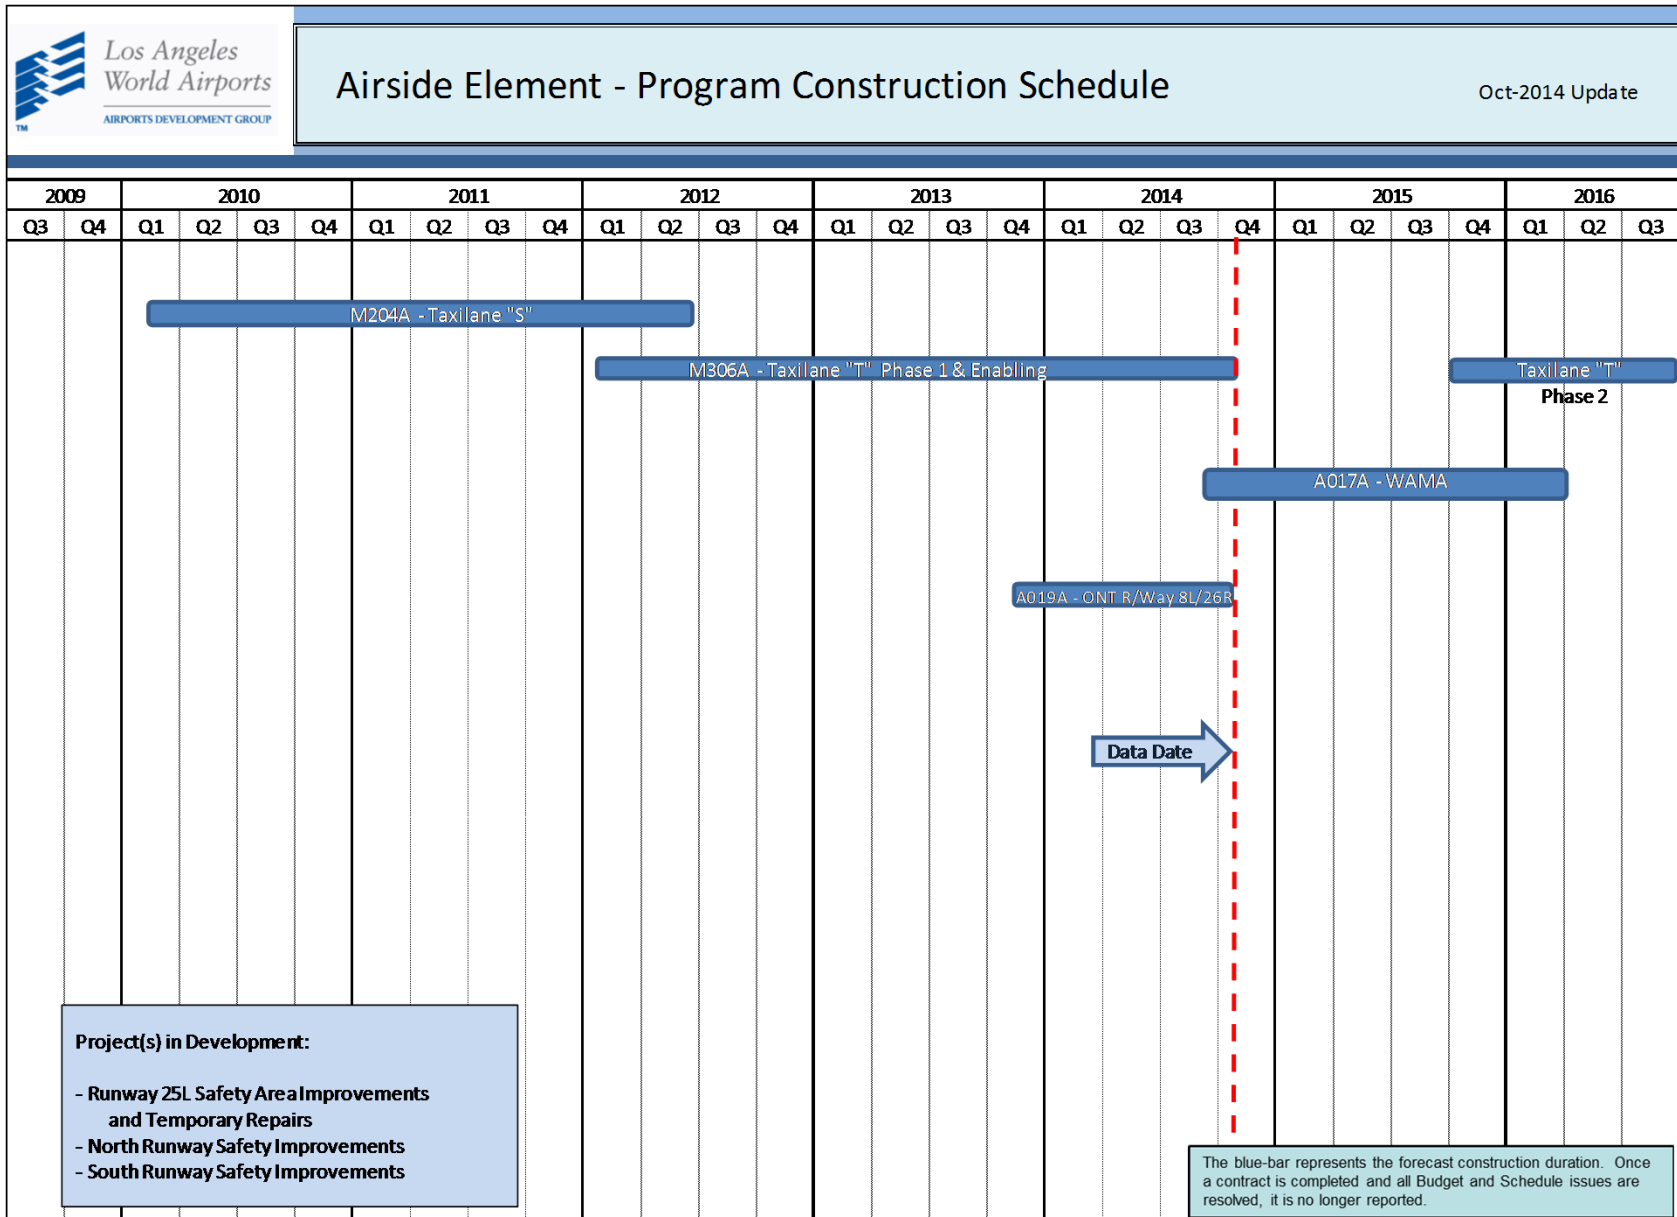 Los Angeles
World Airports
AIRPORTS DEVELOPMENT GROUP
TM
Airside Element - Program Construction Schedule
Oct-2014 Update
2009 2010 2011 2012 2013 2014 2015 2016
Q3 Q4 Q1 Q2 Q3 Q4 Q1 Q2 Q3 Q4 Q1 Q2 Q3 Q4 Q1 Q2 Q3 Q4 Q1 Q2 Q3 Q4 Q1 Q2 Q3 Q4 Q1 Q2 Q3
M204A - Taxilane "S"
M306A - Taxilane "T" Phase 1 & Enabling
Taxilane "T"
Phase 2
A017A - WAMA
A019A - ONT R/Way 8L/26R
Data Date
Project(s) in Development:
- Runway 25L Safety Area Improvements
and Temporary Repairs
- North Runway Safety Improvements
- South Runway Safety Improvements
The blue-bar represents the forecast construction duration. Once
a contract is completed and all Budget and Schedule issues are
resolved, it is no longer reported.